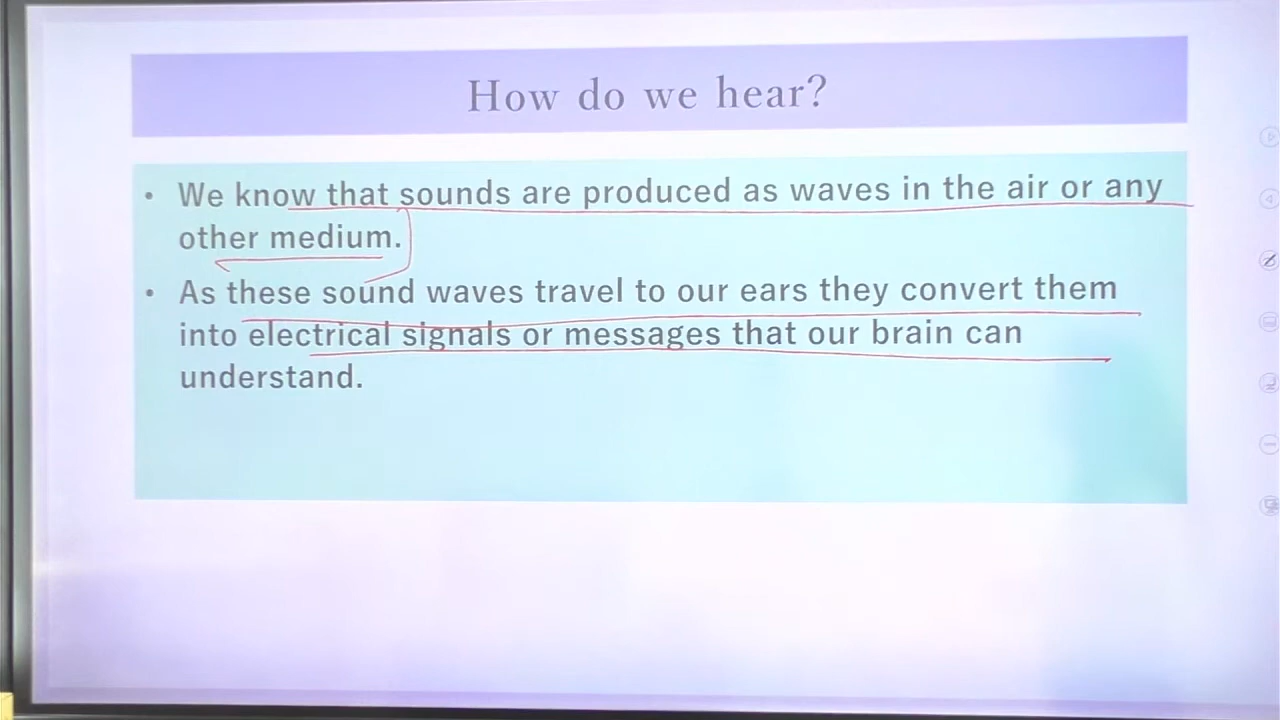 How do we hear?
• We know that sounds are produced as waves in the air or any
other medium.
• As these sound waves travel to our ears they convert them
into electrical signals or messages that our brain can
understand.